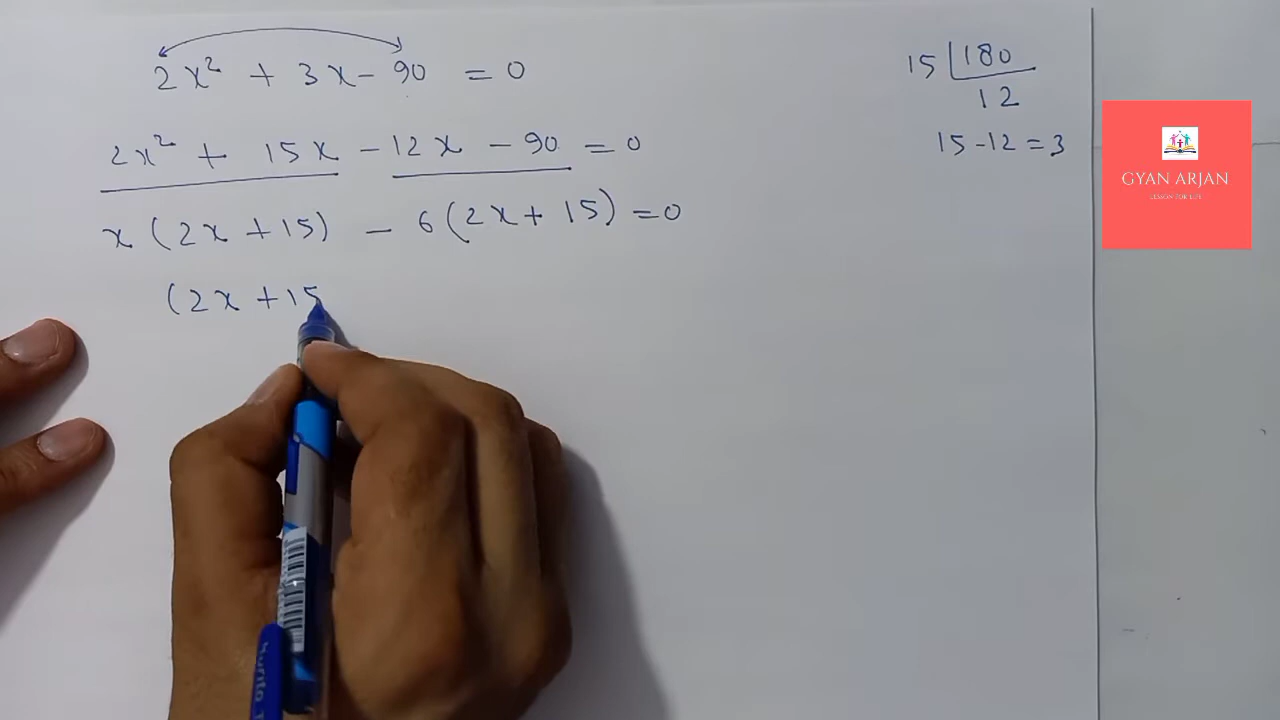 2x² + 3x - 90 = 0
2x² + 15x - 12x - 90 = 0
x (2x + 15) - 6 (2x + 15) = 0
(2x + 15
15 | 180
12
15 - 12 = 3
GYAN ARJAN